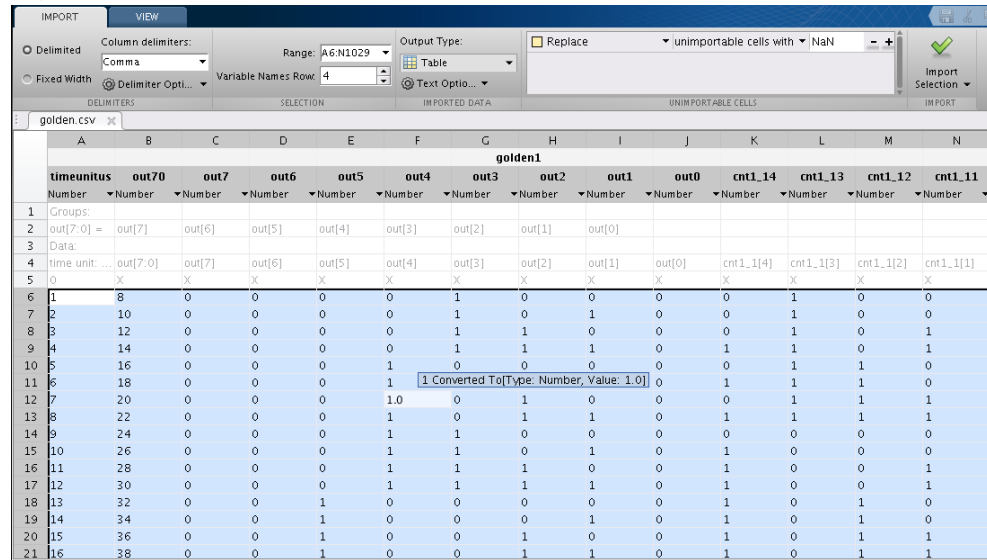 IMPORT VIEW
Delimited Column delimiters: Range: A6:N1029 Output Type: Replace unimportable cells with NaN - +
Comma Table
Fixed Width Delimiter Opti... Variable Names Row: 4 Text Optio... Import Selection
DELIMITERS SELECTION IMPORTED DATA UNIMPORTABLE CELLS IMPORT
golden.csv
A B C D E F G H I J K L M N
golden1
timeunitus out70 out7 out6 out5 out4 out3 out2 out1 out0 cnt1_14 cnt1_13 cnt1_12 cnt1_11
Number Number Number Number Number Number Number Number Number Number Number Number Number Number
1 Groups:
2 out[7:0] = out[7] out[6] out[5] out[4] out[3] out[2] out[1] out[0]
3 Data:
4 time unit: ... out[7:0] out[7] out[6] out[5] out[4] out[3] out[2] out[1] out[0] cnt1_1[4] cnt1_1[3] cnt1_1[2] cnt1_1[1]
5 0 X X X X X X X X X X X X X
6 1 8 0 0 0 0 1 0 0 0 0 1 0 0
7 2 10 0 0 0 0 1 0 1 0 0 1 0 0
8 3 12 0 0 0 0 1 1 0 0 0 1 0 1
9 4 14 0 0 0 0 1 1 1 0 1 1 0 1
10 5 16 0 0 0 1 0 0 0 0 0 1 1 0
11 6 18 0 0 0 1 1 Converted To[Type: Number, Value: 1.0] 1 1 1 0
12 7 20 0 0 0 1.0 0 1 0 0 0 1 1 1
13 8 22 0 0 0 1 0 1 1 0 1 1 1 1
14 9 24 0 0 0 1 1 0 0 0 0 0 0 0
15 10 26 0 0 0 1 1 0 1 0 1 0 0 0
16 11 28 0 0 0 1 1 1 0 0 1 0 0 1
17 12 30 0 0 0 1 1 1 1 0 1 0 0 1
18 13 32 0 0 1 0 0 0 0 0 1 0 1 0
19 14 34 0 0 1 0 0 0 1 0 1 0 1 0
20 15 36 0 0 1 0 0 1 0 0 1 0 1 1
21 16 38 0 0 1 0 0 1 1 0 1 0 1 1